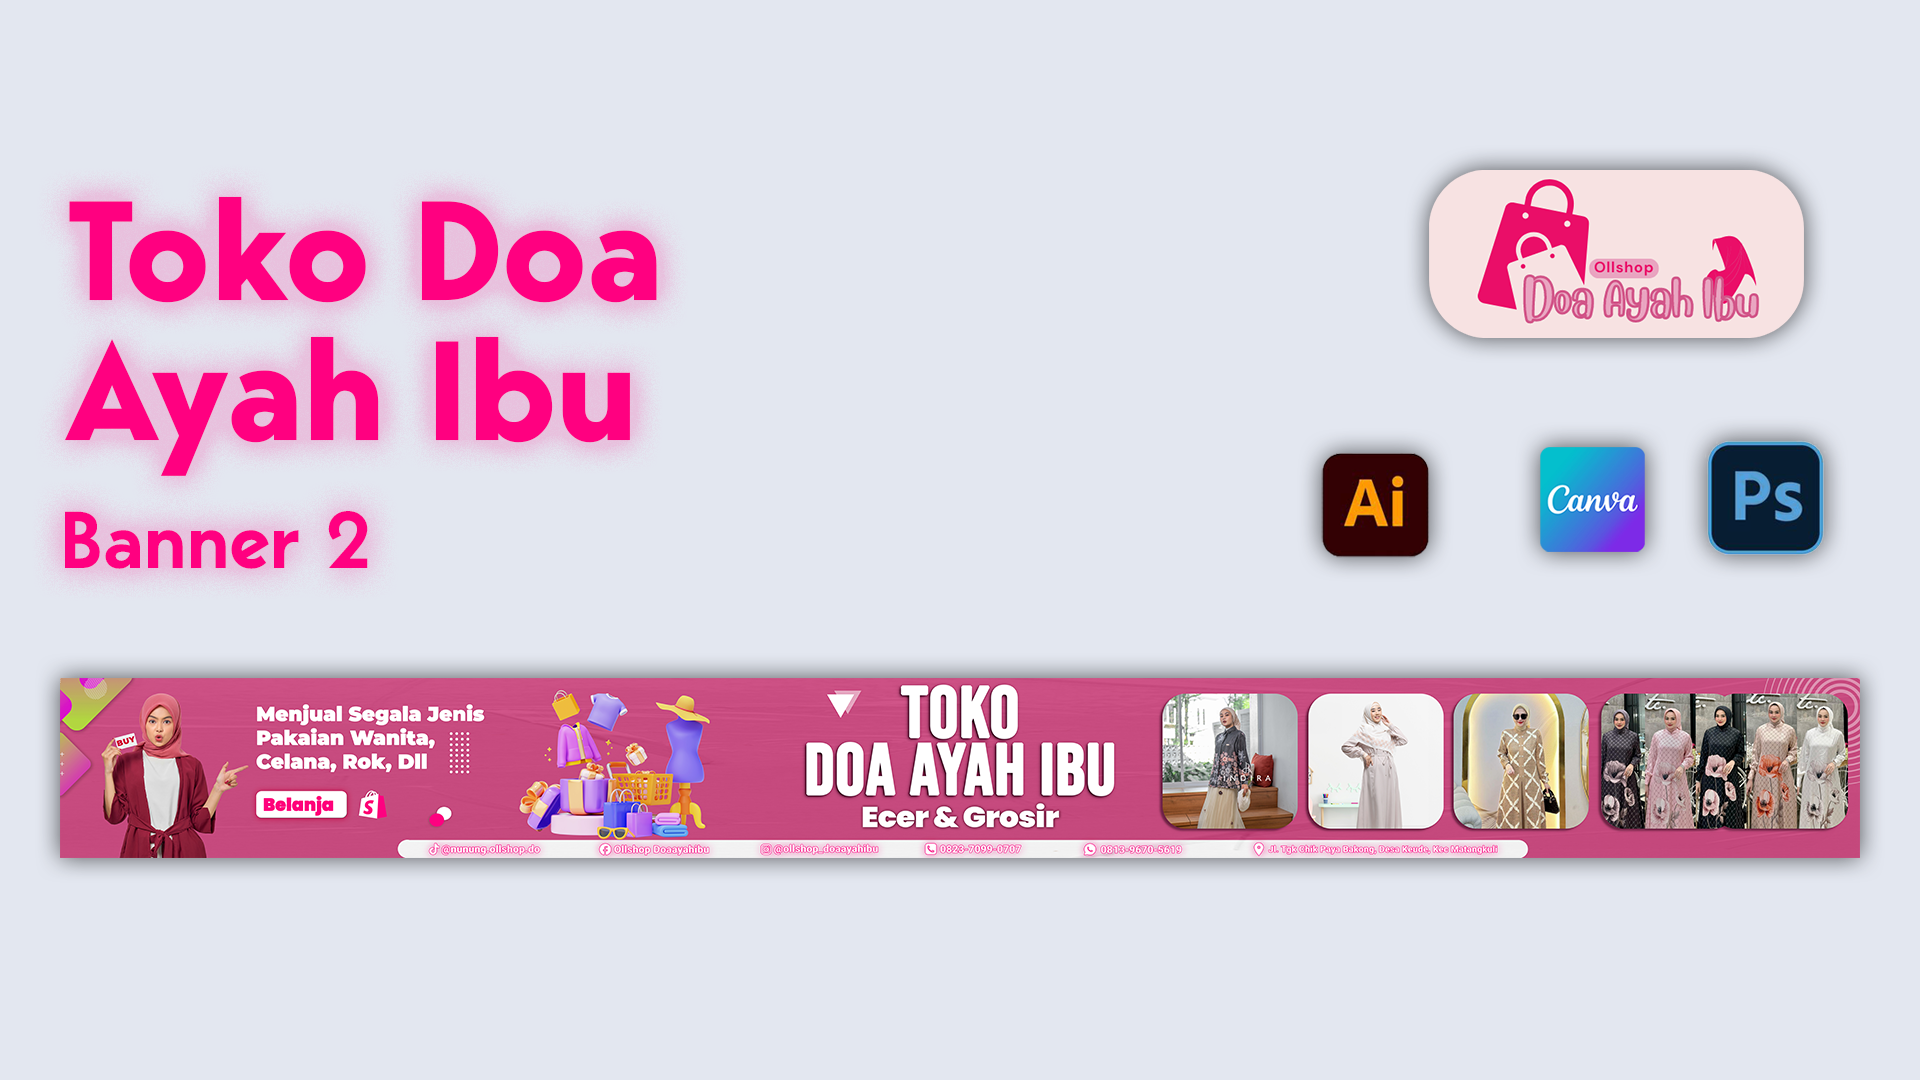 Toko Doa
Ayah Ibu
Banner 2
Ollshop
Doa Ayah Ibu
Ai
Canva
Ps
BUY
Menjual Segala Jenis
Pakaian Wanita,
Celana, Rok, Dll
Belanja
S
TOKO
DOA AYAH IBU
Ecer & Grosir
INDIRA
@nunung.ollshop.do
Ollshop Doaayahibu
@ollshop_doaayahibu
0823-7099-0707
0813-9670-5619
Jl. Tgk Chik Paya Bakong, Desa Keude, Kec Matangkuli